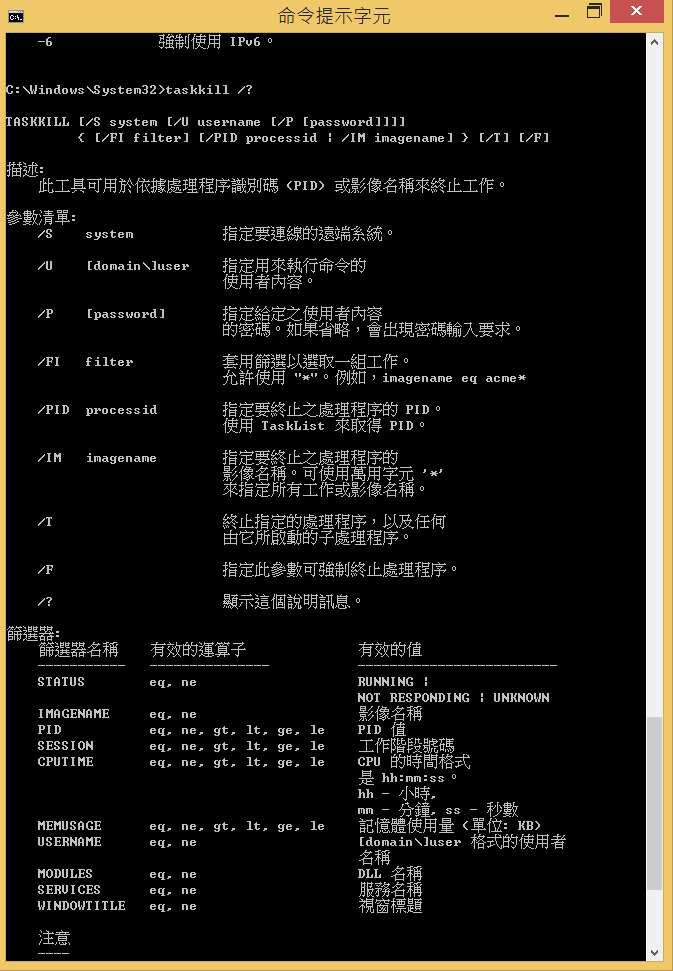 命令提示字元
-6 強制使用 IPv6。
C:\Windows\System32>taskkill /?
TASKKILL [/S system [/U username [/P [password]]]]
{ [/FI filter] [/PID processid | /IM imagename] } [/T] [/F]
描述:
此工具可用於依據處理程序識別碼 (PID) 或影像名稱來終止工作。
參數清單:
/S system 指定要連線的遠端系統。
/U [domain\]user 指定用來執行命令的
使用者內容。
/P [password] 指定給定之使用者內容
的密碼。如果省略，會出現密碼輸入要求。
/FI filter 套用篩選以選取一組工作。
允許使用 "*"。例如，imagename eq acme*
/PID processid 指定要終止之處理程序的 PID。
使用 TaskList 來取得 PID。
/IM imagename 指定要終止之處理程序的
影像名稱。可使用萬用字元 '*'
來指定所有工作或影像名稱。
/T 終止指定的處理程序，以及任何
由它所啟動的子處理程序。
/F 指定此參數可強制終止處理程序。
/? 顯示這個說明訊息。
篩選器:
篩選器名稱 有效的運算子 有效的值
----------- --------------- -------------------------
STATUS eq, ne RUNNING |
NOT RESPONDING | UNKNOWN
IMAGENAME eq, ne 影像名稱
PID eq, ne, gt, lt, ge, le PID 值
SESSION eq, ne, gt, lt, ge, le 工作階段號碼
CPUTIME eq, ne, gt, lt, ge, le CPU 的時間格式
是 hh:mm:ss。
hh - 小時,
mm - 分鐘, ss - 秒數
MEMUSAGE eq, ne, gt, lt, ge, le 記憶體使用量 (單位: KB)
USERNAME eq, ne [domain\]user 格式的使用者
名稱
MODULES eq, ne DLL 名稱
SERVICES eq, ne 服務名稱
WINDOWTITLE eq, ne 視窗標題
注意
----